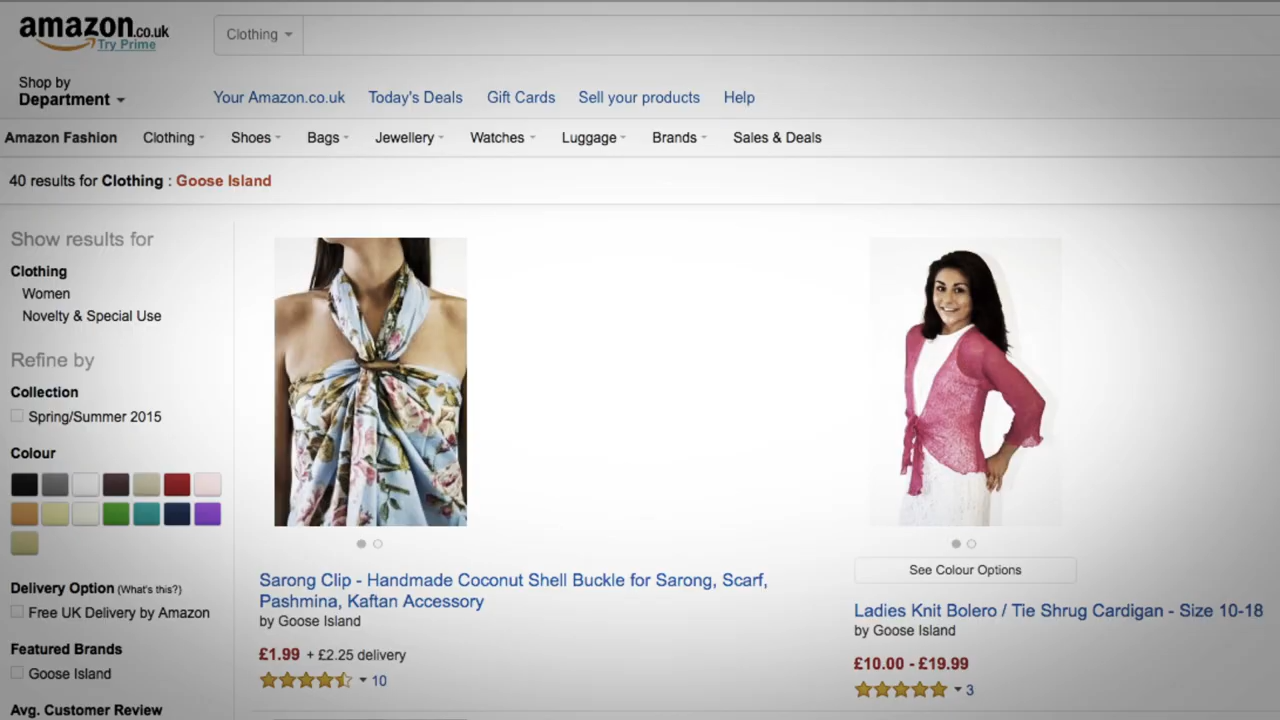 amazon.co.uk
Try Prime
Clothing
Shop by
Department
Your Amazon.co.uk Today's Deals Gift Cards Sell your products Help
Amazon Fashion Clothing Shoes Bags Jewellery Watches Luggage Brands Sales & Deals
40 results for Clothing : Goose Island
Show results for
Clothing
Women
Novelty & Special Use
Refine by
Collection
Spring/Summer 2015
Colour
Delivery Option (What's this?)
Free UK Delivery by Amazon
Featured Brands
Goose Island
Avg. Customer Review
Sarong Clip - Handmade Coconut Shell Buckle for Sarong, Scarf,
Pashmina, Kaftan Accessory
by Goose Island
£1.99 + £2.25 delivery
10
See Colour Options
Ladies Knit Bolero / Tie Shrug Cardigan - Size 10-18
by Goose Island
£10.00 - £19.99
3